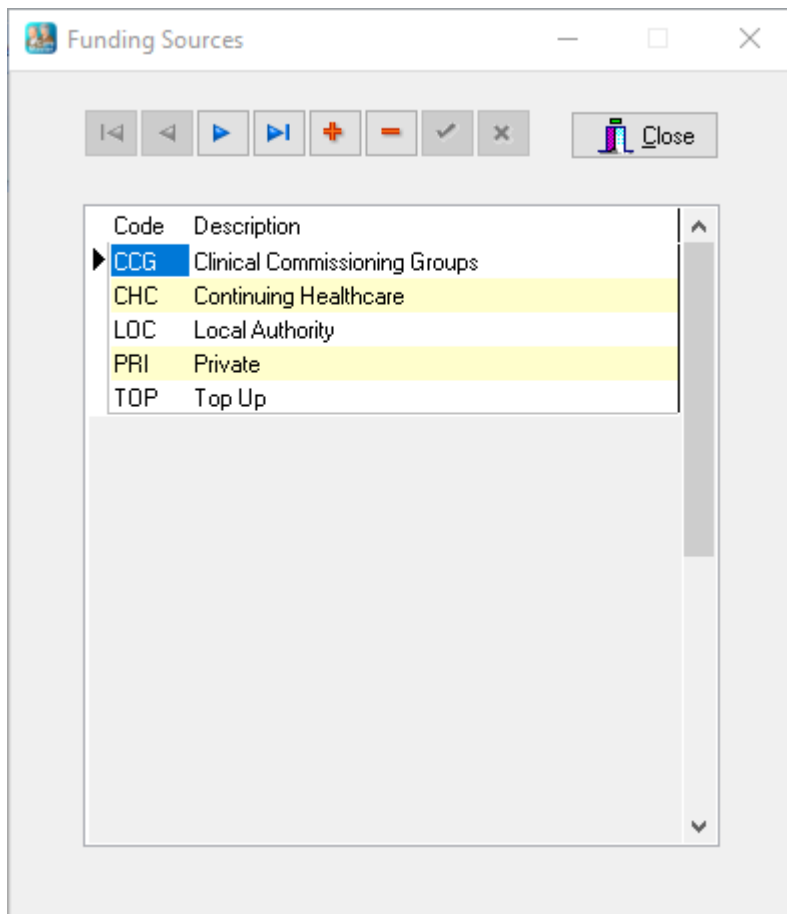 Funding Sources
Close
Code Description
CCG Clinical Commissioning Groups
CHC Continuing Healthcare
LOC Local Authority
PRI Private
TOP Top Up